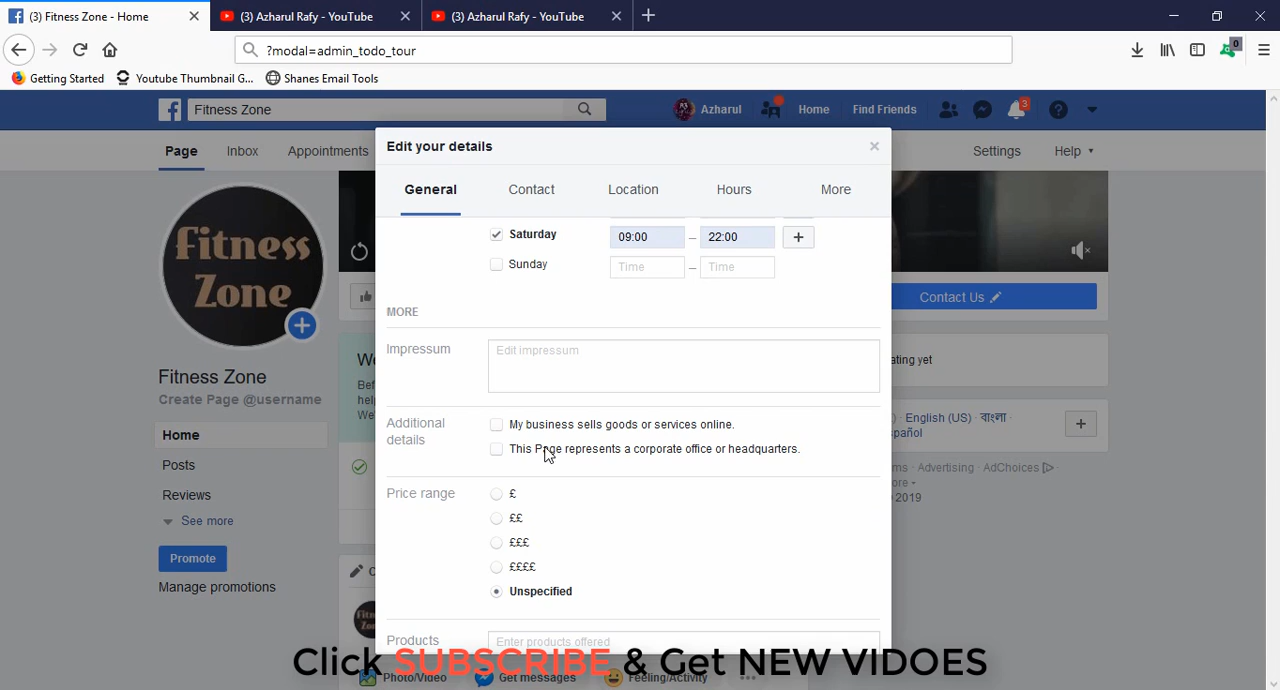 (3) Fitness Zone - Home
(3) Azharul Rafy - YouTube
(3) Azharul Rafy - YouTube
?modal=admin_todo_tour
0
Getting Started
Youtube Thumbnail G...
Shanes Email Tools
Fitness Zone
Azharul
Home
Find Friends
3
Page
Inbox
Appointments
Settings
Help
Edit your details
General
Contact
Location
Hours
More
Saturday
09:00
–
22:00
+
Sunday
Time
–
Time
MORE
Impressum
Edit impressum
Additional
details
My business sells goods or services online.
This Page represents a corporate office or headquarters.
Price range
£
££
£££
££££
Unspecified
Products
Enter products offered
Fitness
Zone
Fitness Zone
Create Page @username
Home
Posts
Reviews
See more
Promote
Manage promotions
Contact Us
ating yet
English (US) · বাংলা ·
spañol
Advertising · AdChoices
2019
Click SUBSCRIBE & Get NEW VIDOES
Photo/Video
Get messages
Feeling/Activity